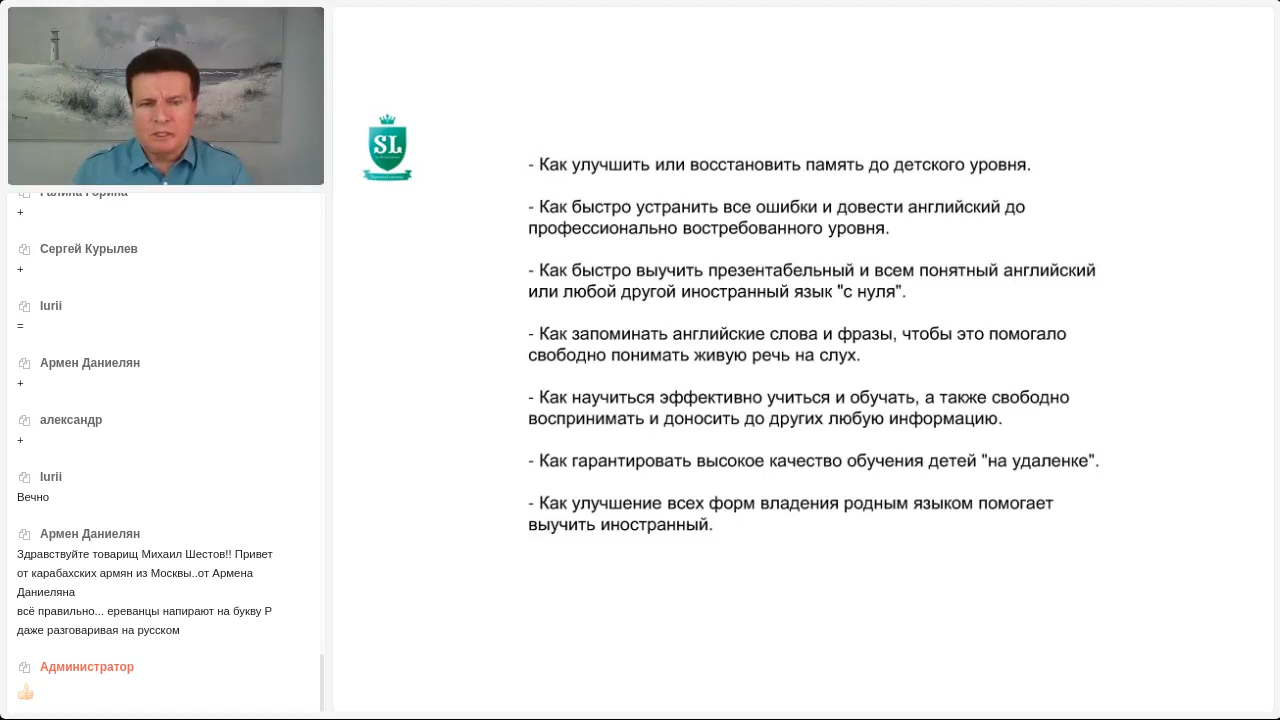 Галина Горина
+
Сергей Курылев
+
Iurii
=
Армен Даниелян
+
александр
+
Iurii
Вечно
Армен Даниелян
Здравствуйте товарищ Михаил Шестов!! Привет
от карабахских армян из Москвы..от Армена
Даниеляна
всё правильно... ереванцы напирают на букву Р
даже разговаривая на русском
Администратор
SL
- Как улучшить или восстановить память до детского уровня.
- Как быстро устранить все ошибки и довести английский до
профессионально востребованного уровня.
- Как быстро выучить презентабельный и всем понятный английский
или любой другой иностранный язык "с нуля".
- Как запоминать английские слова и фразы, чтобы это помогало
свободно понимать живую речь на слух.
- Как научиться эффективно учиться и обучать, а также свободно
воспринимать и доносить до других любую информацию.
- Как гарантировать высокое качество обучения детей "на удаленке".
- Как улучшение всех форм владения родным языком помогает
выучить иностранный.